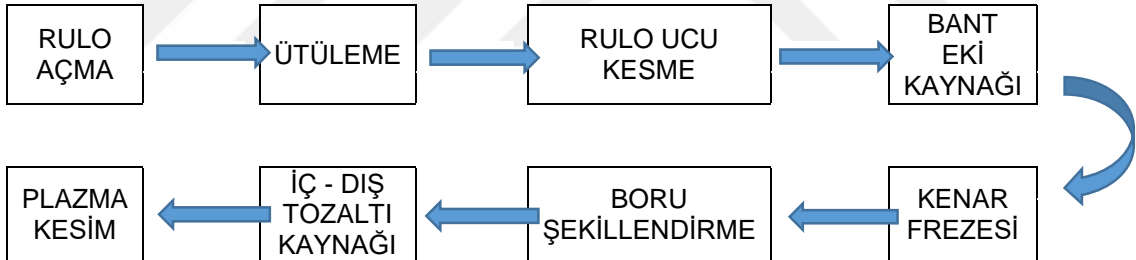 RULO
AÇMA
ÜTÜLEME
RULO UCU
KESME
BANT
EKİ
KAYNAĞI
PLAZMA
KESİM
İÇ - DIŞ
TOZALTI
KAYNAĞI
BORU
ŞEKİLLENDİRME
KENAR
FREZESİ